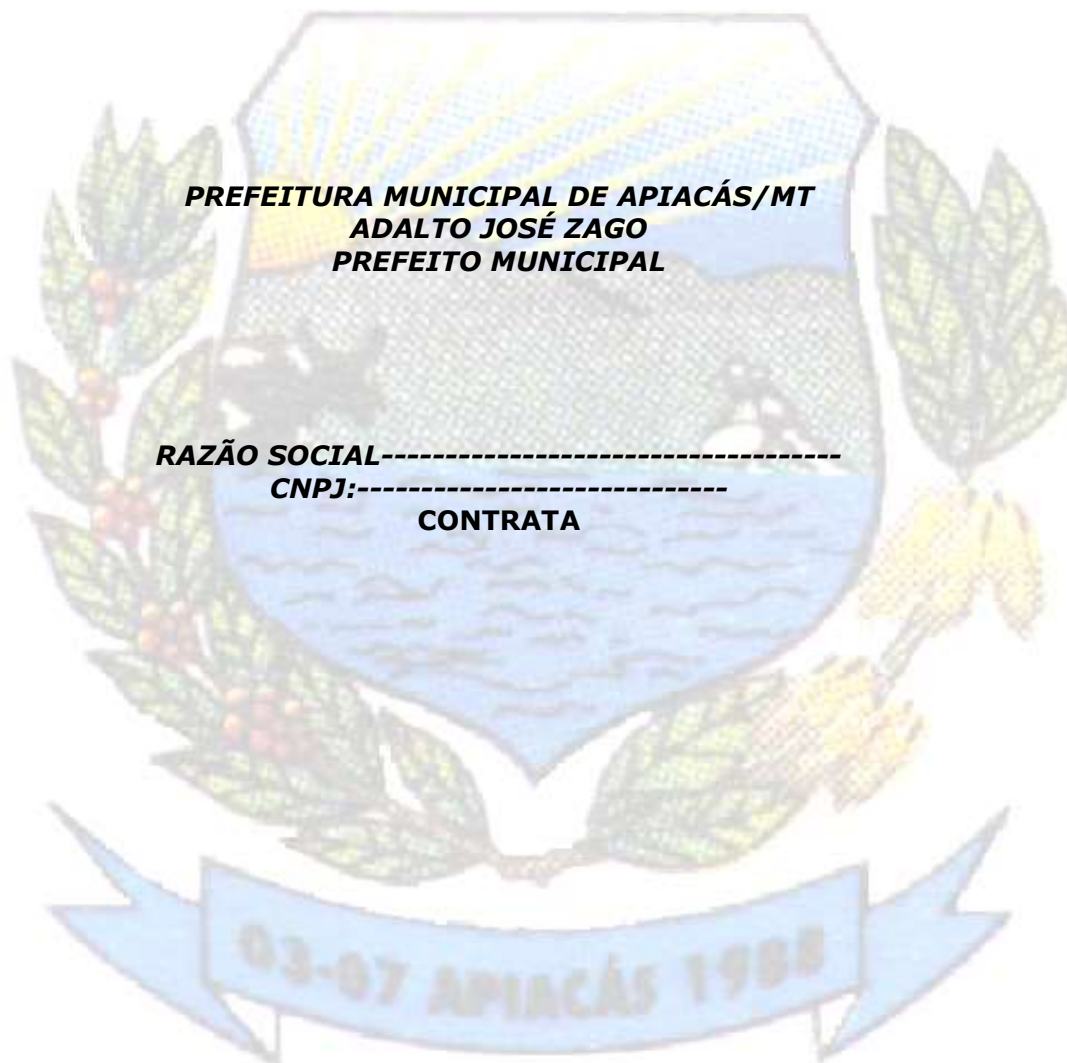 PREFEITURA MUNICIPAL DE APIACÁS/MT
ADALTO JOSÉ ZAGO
PREFEITO MUNICIPAL
RAZÃO SOCIAL------------------------------------
CNPJ:-----------------------------
CONTRATA
03-07 APIACÁS 1988